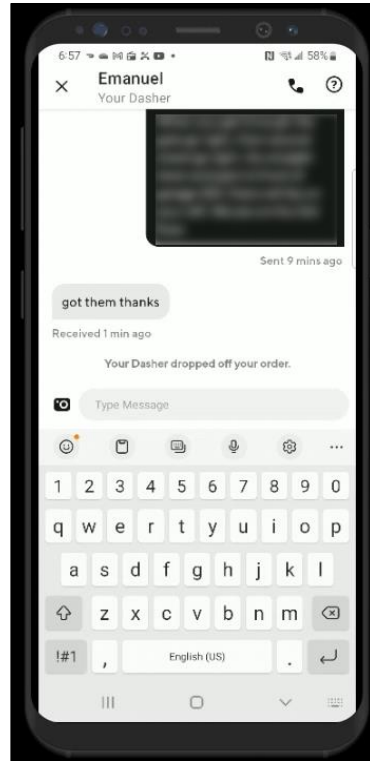 6:57
58%
Emanuel
Your Dasher
Sent 9 mins ago
got them thanks
Received 1 min ago
Your Dasher dropped off your order.
Type Message
1 2 3 4 5 6 7 8 9 0
q w e r t y u i o p
a s d f g h j k l
z x c v b n m
!#1 , English (US) .